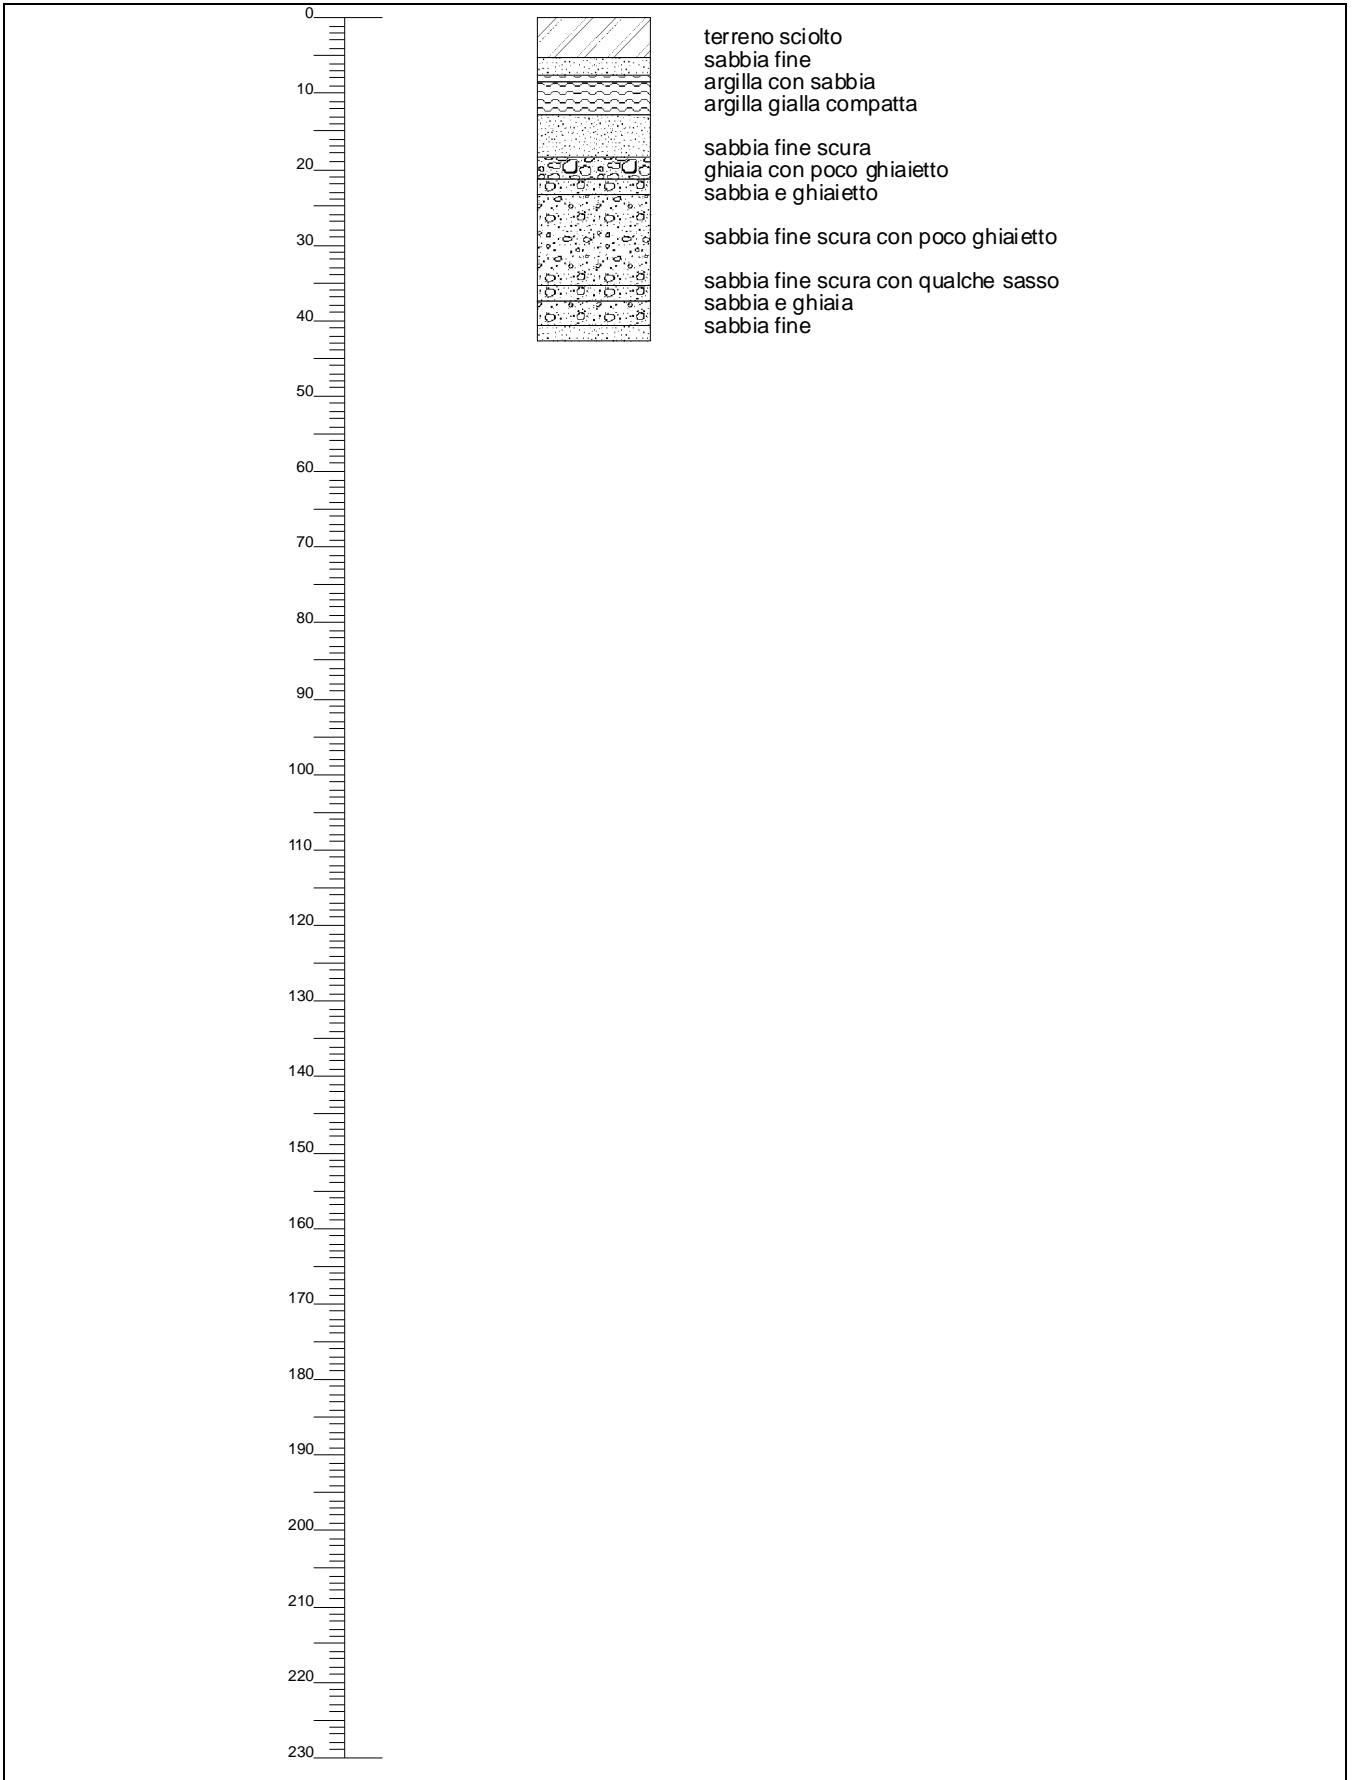 0
terreno sciolto
sabbia fine
argilla con sabbia
10
argilla gialla compatta
sabbia fine scura
20
ghiaia con poco ghiaietto
sabbia e ghiaietto
30
sabbia fine scura con poco ghiaietto
sabbia fine scura con qualche sasso
sabbia e ghiaia
40
sabbia fine
50
60
70
80
90
100
110
120
130
140
150
160
170
180
190
200
210
220
230